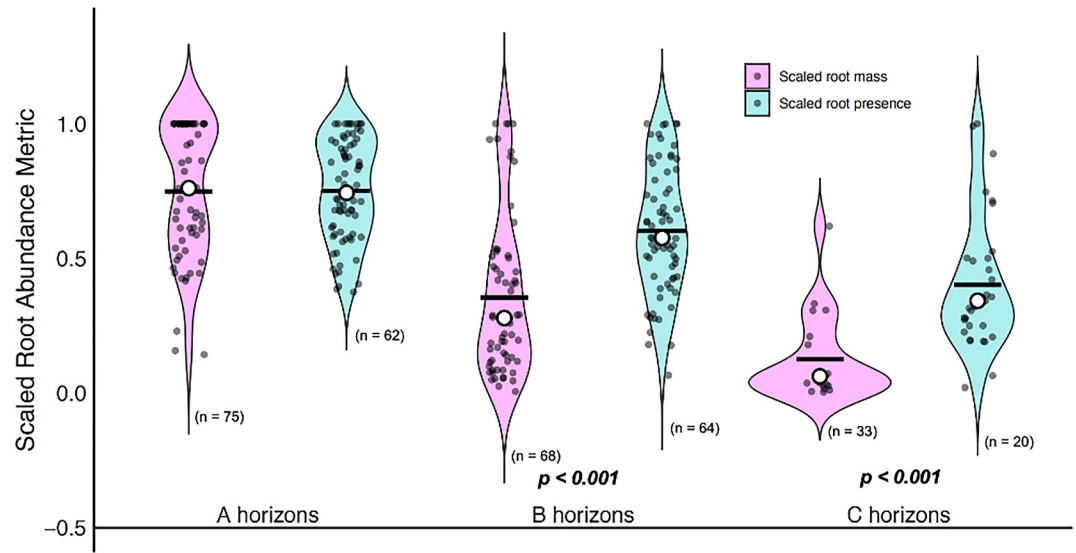 Scaled Root Abundance Metric
1.0
0.5
0.0
−0.5
Scaled root mass
Scaled root presence
(n = 75)
(n = 62)
(n = 68)
(n = 64)
(n = 33)
(n = 20)
p < 0.001
p < 0.001
A horizons
B horizons
C horizons